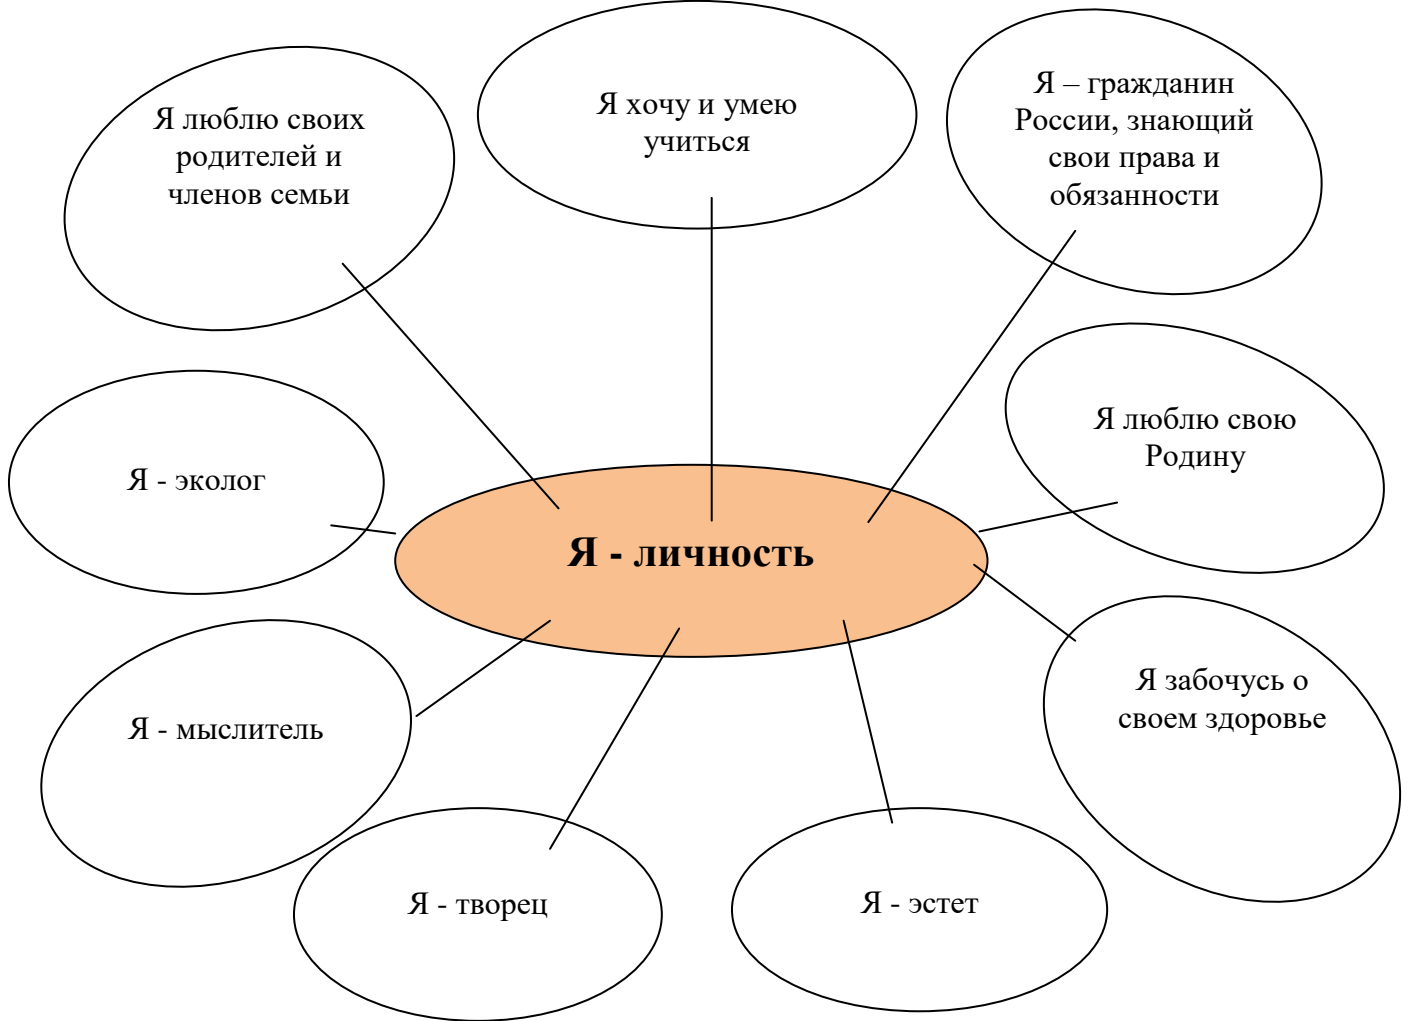 Я люблю своих
родителей и
членов семьи
Я хочу и умею
учиться
Я – гражданин
России, знающий
свои права и
обязанности
Я люблю свою
Родину
Я - эколог
Я - личность
Я забочусь о
своем здоровье
Я - мыслитель
Я - творец
Я - эстет